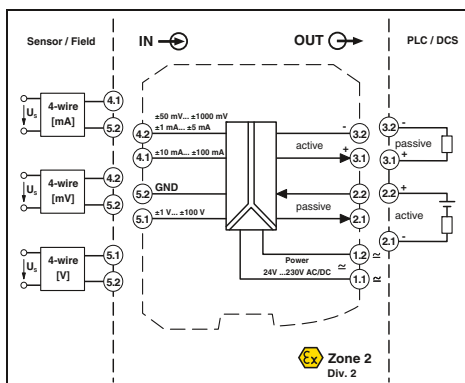 Sensor / Field
IN
OUT
PLC / DCS
Us
4-wire
[mA]
4.1
5.2
Us
4-wire
[mV]
4.2
5.2
Us
4-wire
[V]
5.1
5.2
±50 mV... ±1000 mV
±1 mA... ±5 mA
4.2
±10 mA... ±100 mA
4.1
GND
5.2
±1 V... ±100 V
5.1
-
3.2
active
+
3.1
2.2
passive
2.1
Power
1.2 ≃
24V ...230V AC/DC
≃
1.1 ≃
3.2 -
passive
3.1 +
2.2 +
active
2.1 -
Ex Zone 2
Div. 2